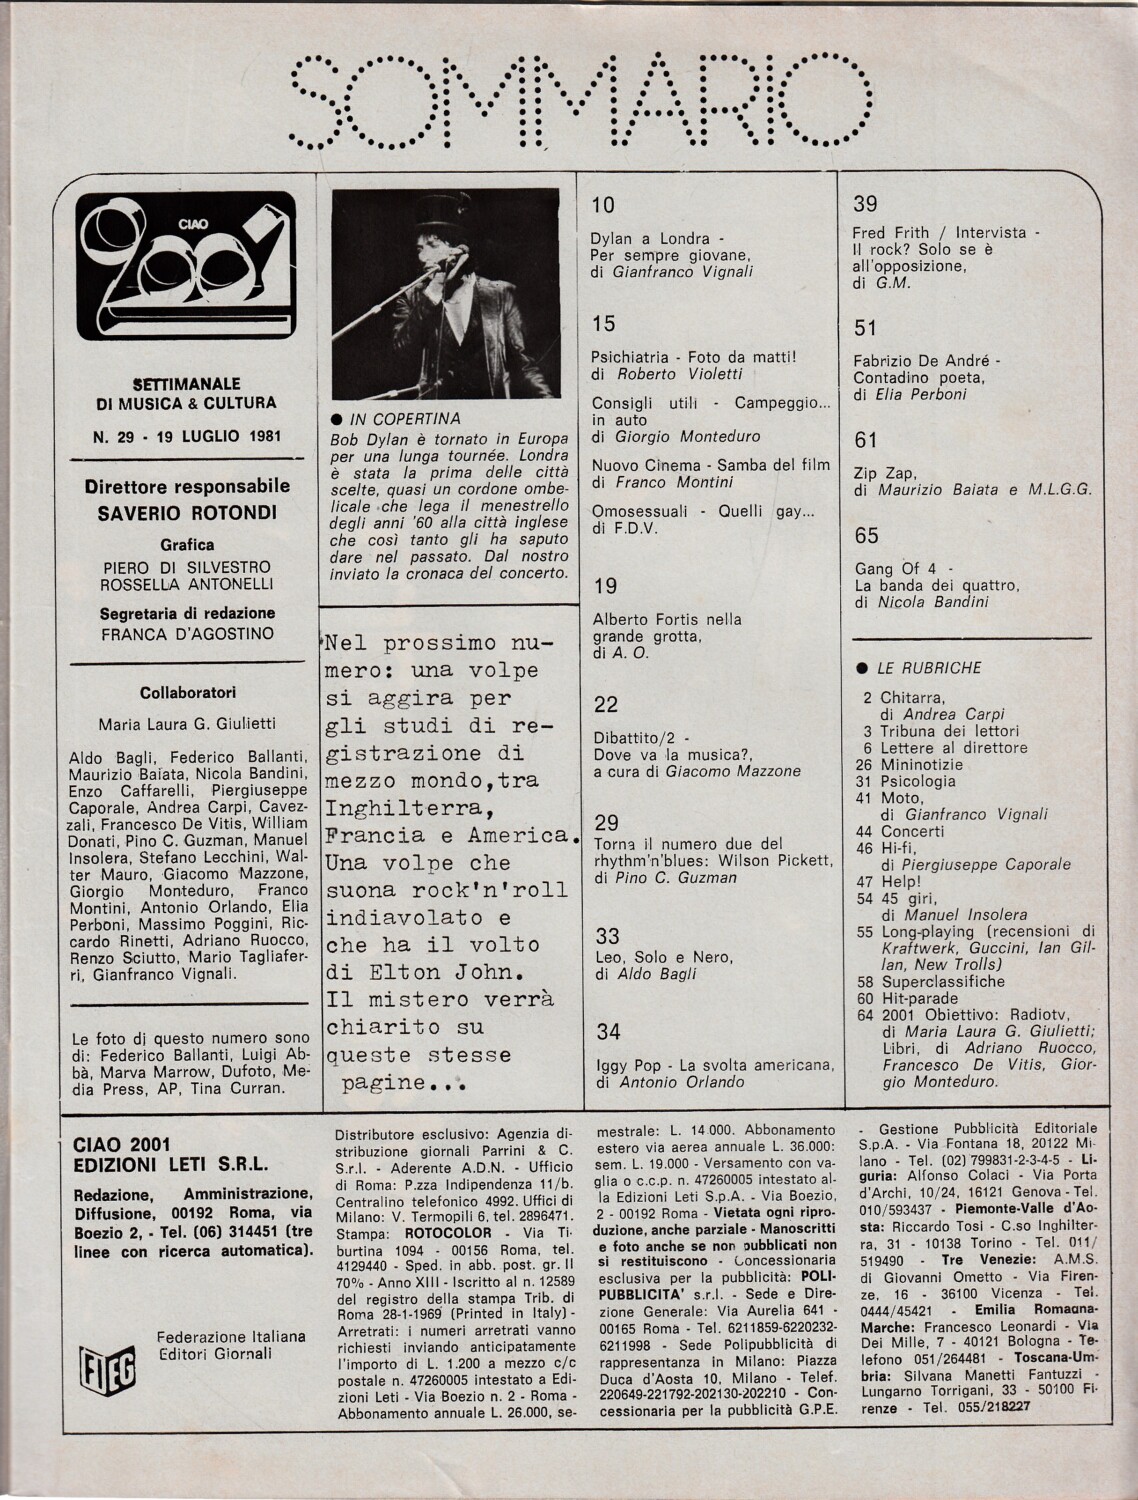 SOMMARIO
CIAO
2001
SETTIMANALE
DI MUSICA & CULTURA
N. 29 - 19 LUGLIO 1981
Direttore responsabile
SAVERIO ROTONDI
Grafica
PIERO DI SILVESTRO
ROSSELLA ANTONELLI
Segretaria di redazione
FRANCA D'AGOSTINO
Collaboratori
Maria Laura G. Giulietti
Aldo Bagli, Federico Ballanti,
Maurizio Baiata, Nicola Bandini,
Enzo Caffarelli, Piergiuseppe
Caporale, Andrea Carpi, Cavez-
zali, Francesco De Vitis, William
Donati, Pino C. Guzman, Manuel
Insolera, Stefano Lecchini, Wal-
ter Mauro, Giacomo Mazzone,
Giorgio Monteduro, Franco
Montini, Antonio Orlando, Elia
Perboni, Massimo Poggini, Ric-
cardo Rinetti, Adriano Ruocco,
Renzo Sciutto, Mario Tagliafer-
ri, Gianfranco Vignali.
Le foto di questo numero sono
di: Federico Ballanti, Luigi Ab-
bà, Marva Marrow, Dufoto, Me-
dia Press, AP, Tina Curran.
● IN COPERTINA
Bob Dylan è tornato in Europa
per una lunga tournée. Londra
è stata la prima delle città
scelte, quasi un cordone ombe-
licale che lega il menestrello
degli anni '60 alla città inglese
che così tanto gli ha saputo
dare nel passato. Dal nostro
inviato la cronaca del concerto.
Nel prossimo nu-
mero: una volpe
si aggira per
gli studi di re-
gistrazione di
mezzo mondo,tra
Inghilterra,
Francia e America.
Una volpe che
suona rock'n'roll
indiavolato e
che ha il volto
di Elton John.
Il mistero verrà
chiarito su
queste stesse
pagine...
10
Dylan a Londra -
Per sempre giovane,
di Gianfranco Vignali
15
Psichiatria - Foto da matti!
di Roberto Violetti
Consigli utili - Campeggio...
in auto
di Giorgio Monteduro
Nuovo Cinema - Samba del film
di Franco Montini
Omosessuali - Quelli gay...
di F.D.V.
19
Alberto Fortis nella
grande grotta,
di A. O.
22
Dibattito/2 -
Dove va la musica?,
a cura di Giacomo Mazzone
29
Torna il numero due del
rhythm'n'blues: Wilson Pickett,
di Pino C. Guzman
33
Leo, Solo e Nero,
di Aldo Bagli
34
Iggy Pop - La svolta americana,
di Antonio Orlando
39
Fred Frith / Intervista -
Il rock? Solo se è
all'opposizione,
di G.M.
51
Fabrizio De André -
Contadino poeta,
di Elia Perboni
61
Zip Zap,
di Maurizio Baiata e M.L.G.G.
65
Gang Of 4 -
La banda dei quattro,
di Nicola Bandini
● LE RUBRICHE
2 Chitarra,
di Andrea Carpi
3 Tribuna dei lettori
6 Lettere al direttore
26 Mininotizie
31 Psicologia
41 Moto,
di Gianfranco Vignali
44 Concerti
46 Hi-fi,
di Piergiuseppe Caporale
47 Help!
54 45 giri,
di Manuel Insolera
55 Long-playing (recensioni di
Kraftwerk, Guccini, Ian Gil-
lan, New Trolls)
58 Superclassifiche
60 Hit-parade
64 2001 Obiettivo: Radiotv,
di Maria Laura G. Giulietti;
Libri, di Adriano Ruocco,
Francesco De Vitis, Gior-
gio Monteduro.
CIAO 2001
EDIZIONI LETI S.R.L.
Redazione, Amministrazione,
Diffusione, 00192 Roma, via
Boezio 2, - Tel. (06) 314451 (tre
linee con ricerca automatica).
FIEG
Federazione Italiana
Editori Giornali
Distributore esclusivo: Agenzia di-
stribuzione giornali Parrini & C.
S.r.l. - Aderente A.D.N. - Ufficio
di Roma: P.zza Indipendenza 11/b.
Centralino telefonico 4992. Uffici di
Milano: V. Termopili 6, tel. 2896471.
Stampa: ROTOCOLOR - Via Ti-
burtina 1094 - 00156 Roma, tel.
4129440 - Sped. in abb. post. gr. II
70% - Anno XIII - Iscritto al n. 12589
del registro della stampa Trib. di
Roma 28-1-1969 (Printed in Italy) -
Arretrati: i numeri arretrati vanno
richiesti inviando anticipatamente
l'importo di L. 1.200 a mezzo c/c
postale n. 47260005 intestato a Edi-
zioni Leti - Via Boezio n. 2 - Roma -
Abbonamento annuale L. 26.000, se-
mestrale: L. 14.000. Abbonamento
estero via aerea annuale L. 36.000:
sem. L. 19.000 - Versamento con va-
glia o c.c.p. n. 47260005 intestato al-
la Edizioni Leti S.p.A. - Via Boezio,
2 - 00192 Roma - Vietata ogni ripro-
duzione, anche parziale - Manoscritti
e foto anche se non pubblicati non
si restituiscono - Concessionaria
esclusiva per la pubblicità: POLI-
PUBBLICITA' s.r.l. - Sede e Dire-
zione Generale: Via Aurelia 641 -
00165 Roma - Tel. 6211859-6220232-
6211998 - Sede Polipubblicità di
rappresentanza in Milano: Piazza
Duca d'Aosta 10, Milano - Telef.
220649-221792-202130-202210 - Con-
cessionaria per la pubblicità G.P.E.
- Gestione Pubblicità Editoriale
S.p.A. - Via Fontana 18, 20122 Mi-
lano - Tel. (02) 799831-2-3-4-5 - Li-
guria: Alfonso Colaci - Via Porta
d'Archi, 10/24, 16121 Genova - Tel.
010/593437 - Piemonte-Valle d'Ao-
sta: Riccardo Tosi - C.so Inghilter-
ra, 31 - 10138 Torino - Tel. 011/
519490 - Tre Venezie: A.M.S.
di Giovanni Ometto - Via Firen-
ze, 16 - 36100 Vicenza - Tel.
0444/45421 - Emilia Romagna-
Marche: Francesco Leonardi - Via
Dei Mille, 7 - 40121 Bologna - Te-
lefono 051/264481 - Toscana-Um-
bria: Silvana Manetti Fantuzzi -
Lungarno Torrigani, 33 - 50100 Fi-
renze - Tel. 055/218227